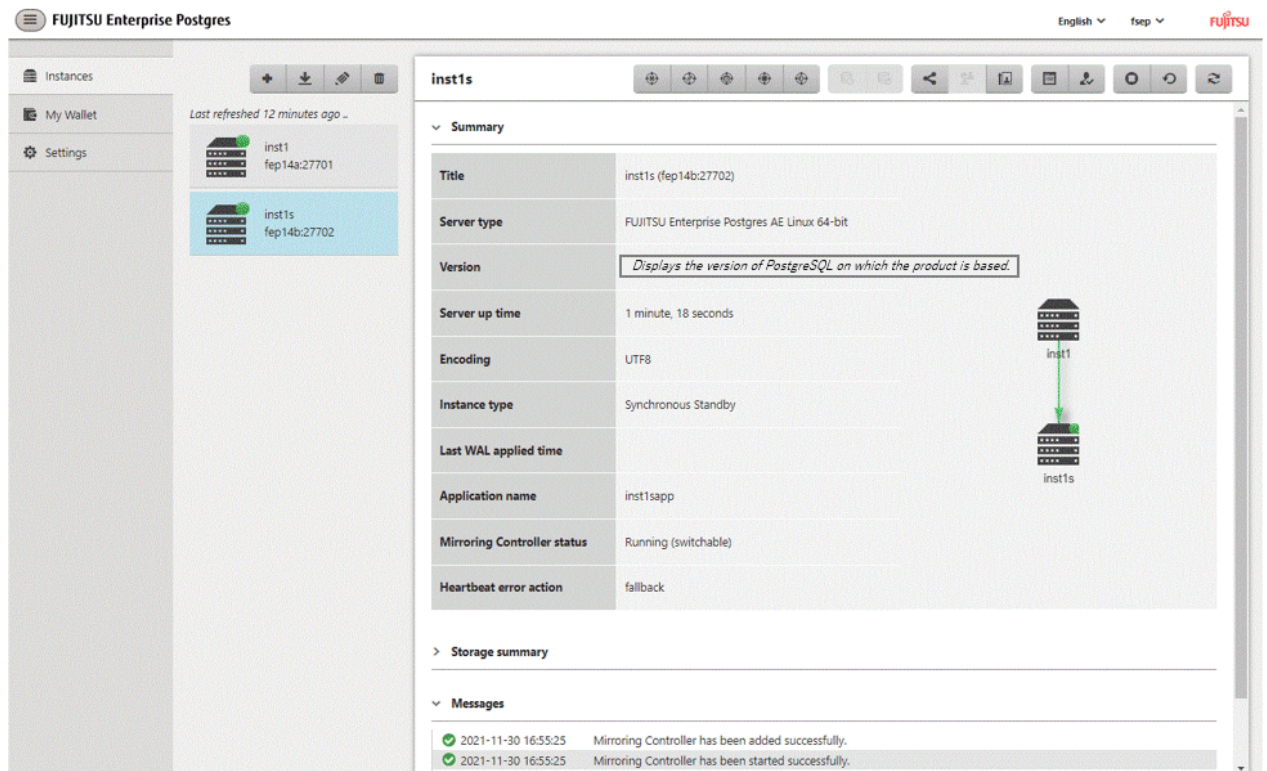 FUJITSU Enterprise Postgres
English
fsep
FUJITSU
Instances
My Wallet
Settings
Last refreshed 12 minutes ago ..
inst1
fep14a:27701
inst1s
fep14b:27702
inst1s
Summary
Title inst1s (fep14b:27702)
Server type FUJITSU Enterprise Postgres AE Linux 64-bit
Version Displays the version of PostgreSQL on which the product is based.
Server up time 1 minute, 18 seconds
Encoding UTF8
Instance type Synchronous Standby
Last WAL applied time
Application name inst1sapp
Mirroring Controller status Running (switchable)
Heartbeat error action fallback
inst1
inst1s
Storage summary
Messages
2021-11-30 16:55:25 Mirroring Controller has been added successfully.
2021-11-30 16:55:25 Mirroring Controller has been started successfully.